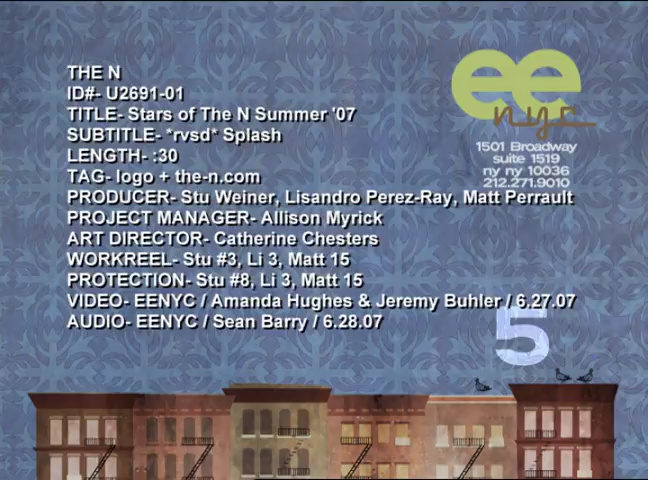 THE N
ID#- U2691-01
TITLE- Stars of The N Summer '07
SUBTITLE- *rvsd* Splash
LENGTH- :30
TAG- logo + the-n.com
PRODUCER- Stu Weiner, Lisandro Perez-Ray, Matt Perrault
PROJECT MANAGER- Allison Myrick
ART DIRECTOR- Catherine Chesters
WORKREEL- Stu #3, Li 3, Matt 15
PROTECTION- Stu #8, Li 3, Matt 15
VIDEO- EENYC / Amanda Hughes & Jeremy Buhler / 6.27.07
AUDIO- EENYC / Sean Barry / 6.28.07
ee
nyc
1501 Broadway
suite 1519
ny ny 10036
212.271.9010
5